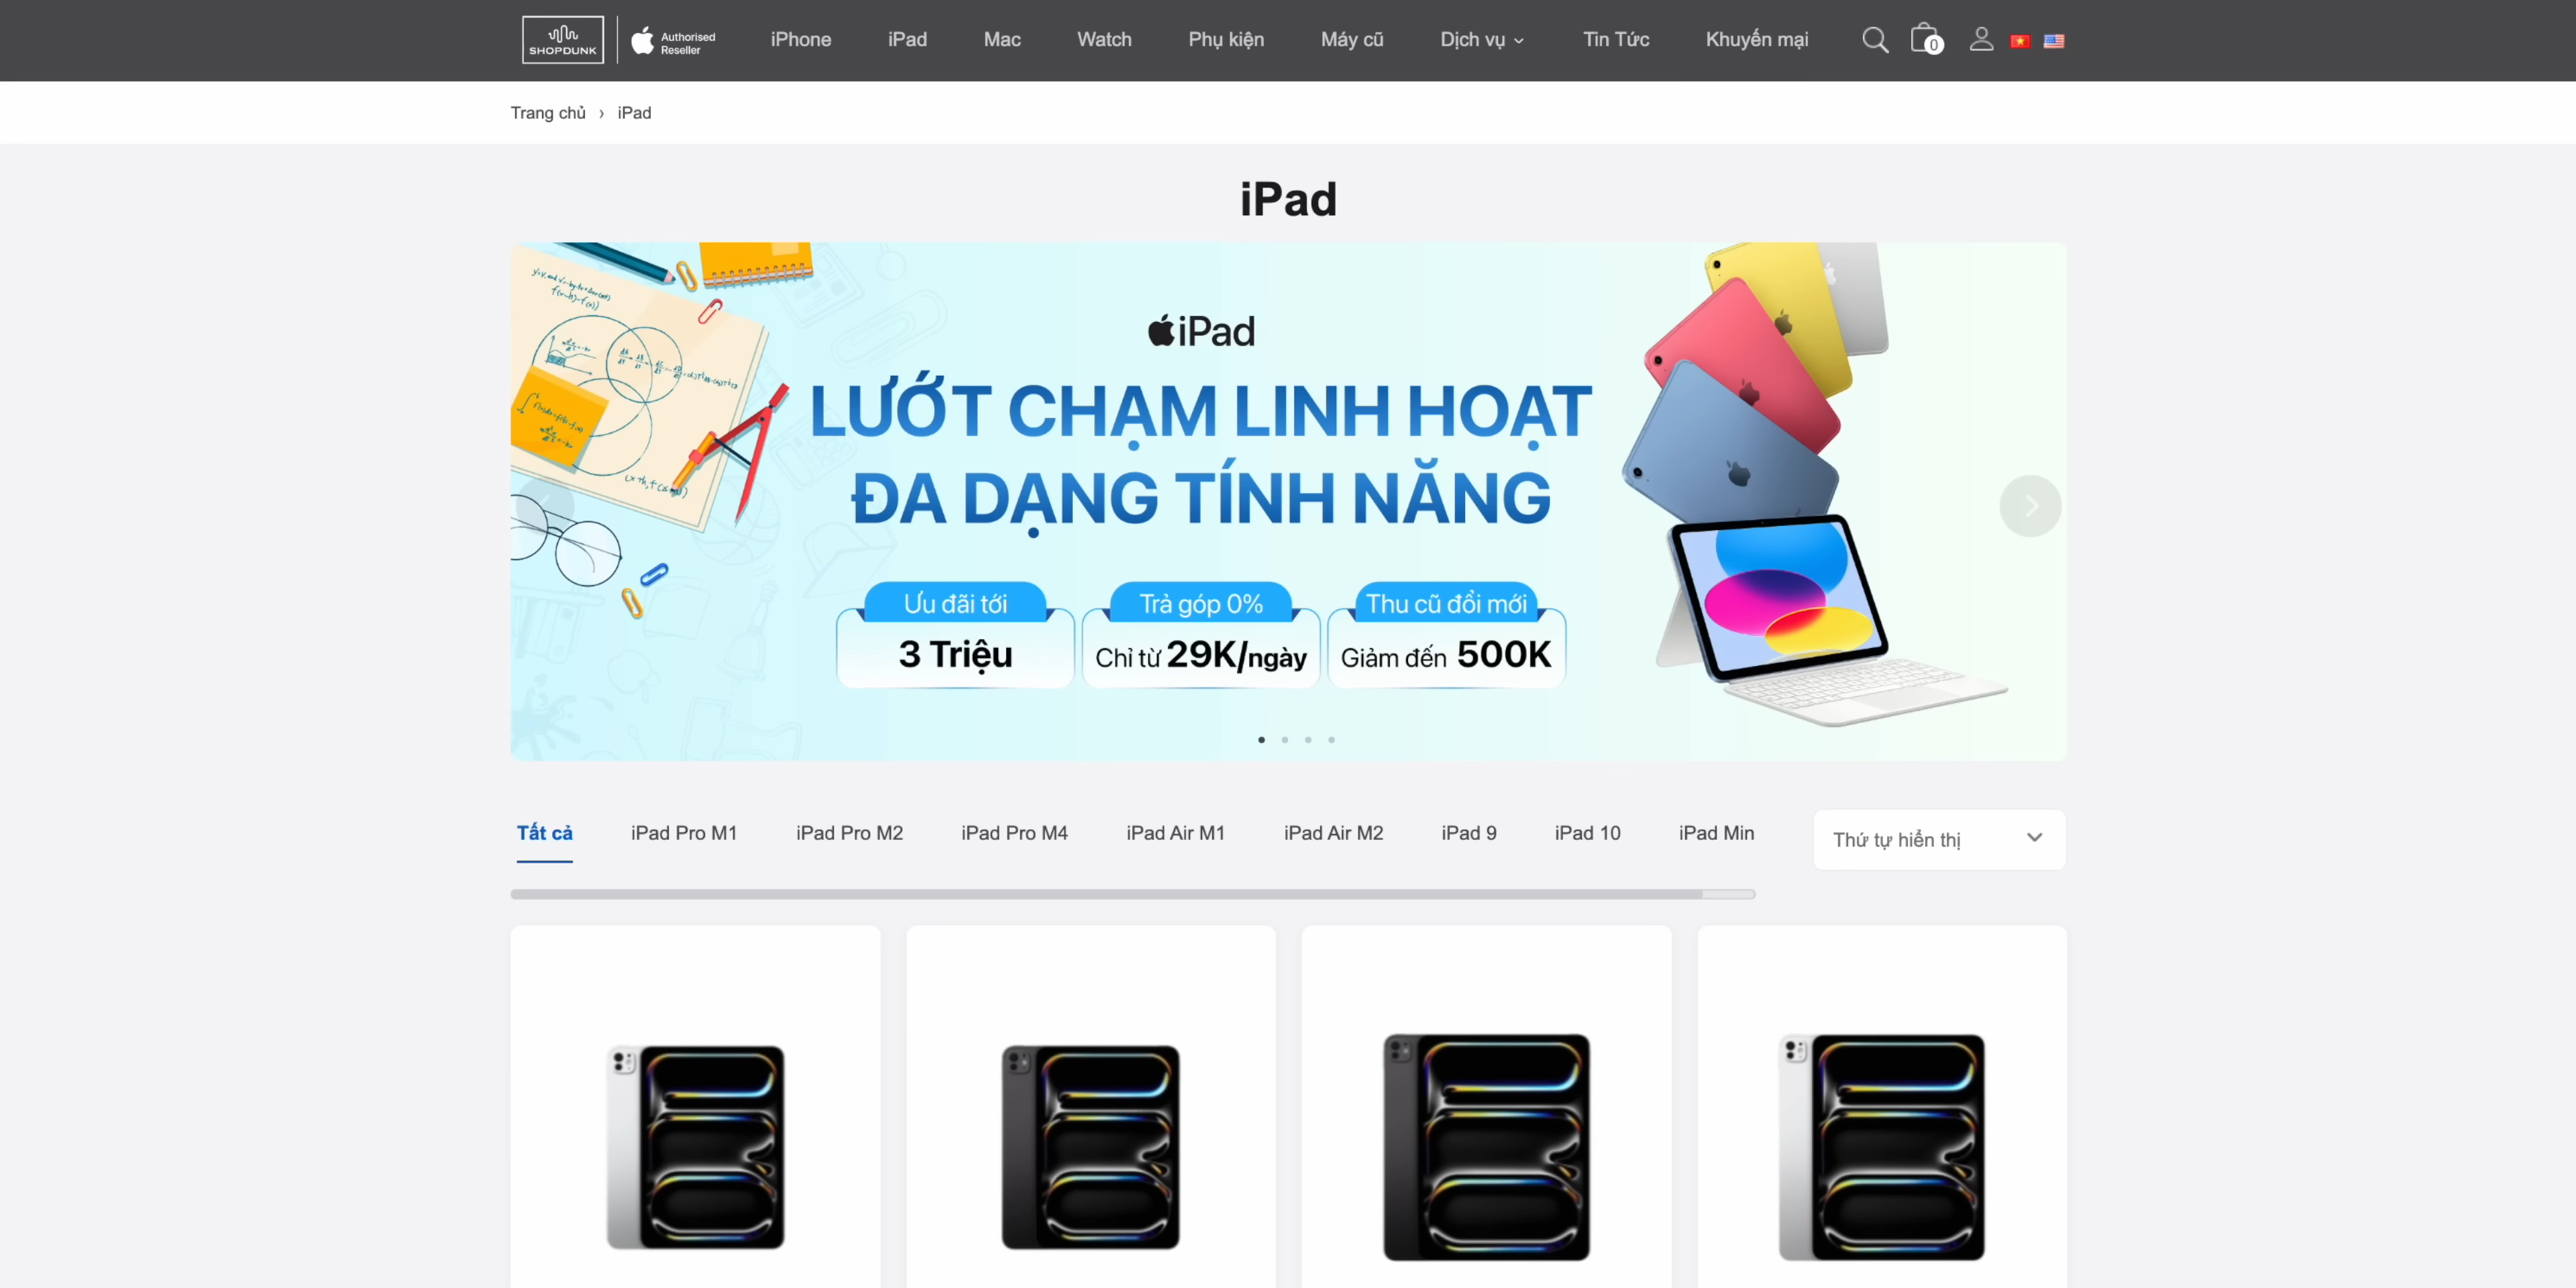 SHOPDUNK
Authorised
Reseller
iPhone
iPad
Mac
Watch
Phụ kiện
Máy cũ
Dịch vụ
Tin Tức
Khuyến mại
0
Trang chủ › iPad
iPad
iPad
LƯỚT CHẠM LINH HOẠT
ĐA DẠNG TÍNH NĂNG
Ưu đãi tới
3 Triệu
Trả góp 0%
Chỉ từ 29K/ngày
Thu cũ đổi mới
Giảm đến 500K
Tất cả
iPad Pro M1
iPad Pro M2
iPad Pro M4
iPad Air M1
iPad Air M2
iPad 9
iPad 10
iPad Min
Thứ tự hiển thị